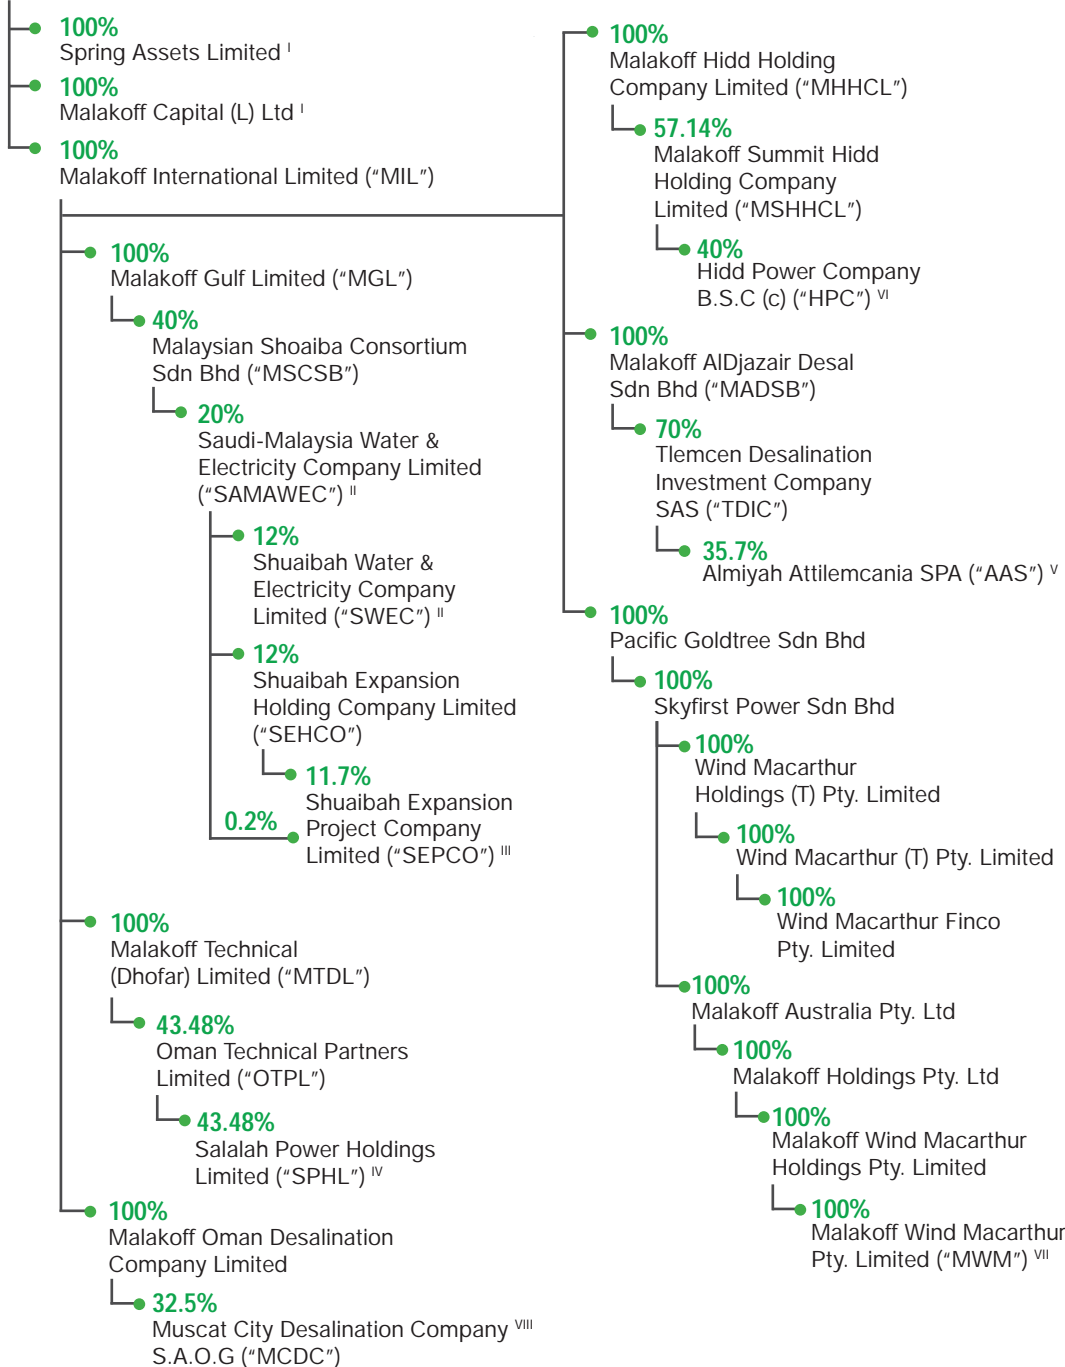 100%
Spring Assets Limited I
100%
Malakoff Capital (L) Ltd I
100%
Malakoff International Limited (“MIL”)
100%
Malakoff Gulf Limited (“MGL”)
40%
Malaysian Shoaiba Consortium
Sdn Bhd (“MSCSB”)
20%
Saudi-Malaysia Water &
Electricity Company Limited
(“SAMAWEC”) II
12%
Shuaibah Water &
Electricity Company
Limited (“SWEC”) II
12%
Shuaibah Expansion
Holding Company Limited
(“SEHCO”)
11.7%
Shuaibah Expansion
Project Company
Limited (“SEPCO”) III
0.2%
100%
Malakoff Technical
(Dhofar) Limited (“MTDL”)
43.48%
Oman Technical Partners
Limited (“OTPL”)
43.48%
Salalah Power Holdings
Limited (“SPHL”) IV
100%
Malakoff Oman Desalination
Company Limited
32.5%
Muscat City Desalination Company VIII
S.A.O.G (“MCDC”)
100%
Malakoff Hidd Holding
Company Limited (“MHHCL”)
57.14%
Malakoff Summit Hidd
Holding Company
Limited (“MSHHCL”)
40%
Hidd Power Company
B.S.C (c) (“HPC”) VI
100%
Malakoff AlDjazair Desal
Sdn Bhd (“MADSB”)
70%
Tlemcen Desalination
Investment Company
SAS (“TDIC”)
35.7%
Almiyah Attilemcania SPA (“AAS”) V
100%
Pacific Goldtree Sdn Bhd
100%
Skyfirst Power Sdn Bhd
100%
Wind Macarthur
Holdings (T) Pty. Limited
100%
Wind Macarthur (T) Pty. Limited
100%
Wind Macarthur Finco
Pty. Limited
100%
Malakoff Australia Pty. Ltd
100%
Malakoff Holdings Pty. Ltd
100%
Malakoff Wind Macarthur
Holdings Pty. Limited
100%
Malakoff Wind Macarthur
Pty. Limited (“MWM”) VII